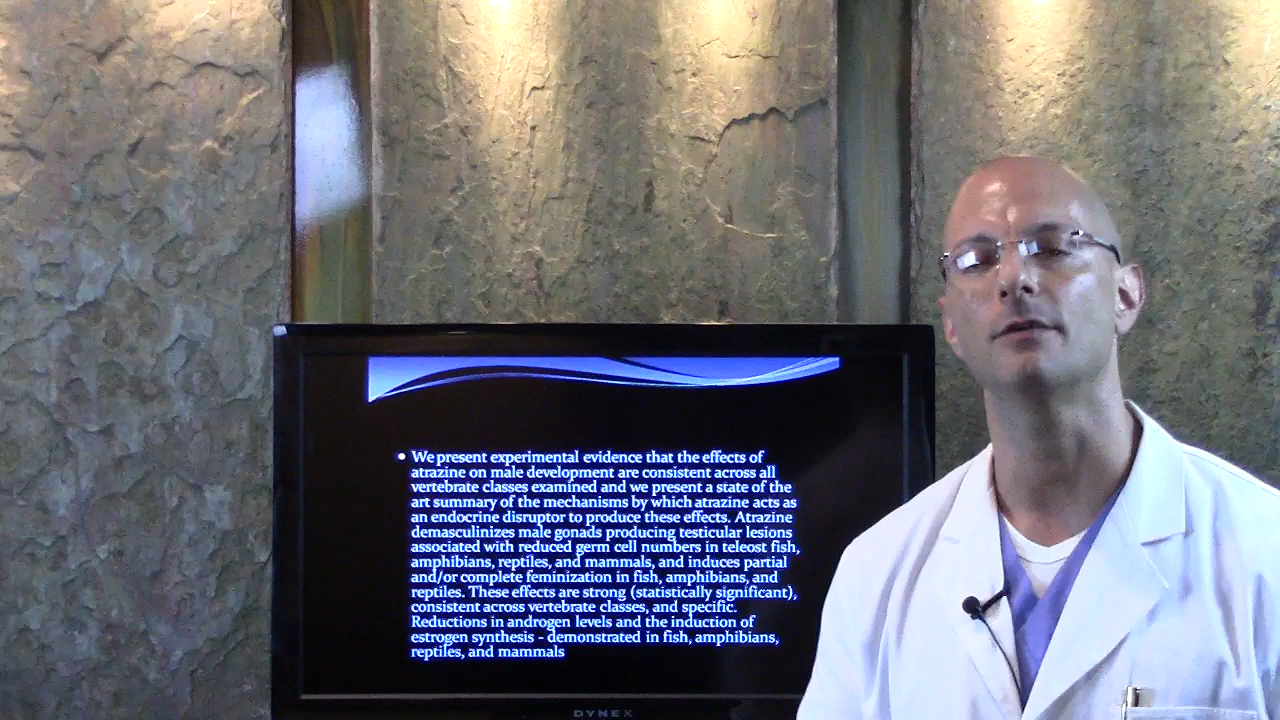 • We present experimental evidence that the effects of
atrazine on male development are consistent across all
vertebrate classes examined and we present a state of the
art summary of the mechanisms by which atrazine acts as
an endocrine disruptor to produce these effects. Atrazine
demasculinizes male gonads producing testicular lesions
associated with reduced germ cell numbers in teleost fish,
amphibians, reptiles, and mammals, and induces partial
and/or complete feminization in fish, amphibians, and
reptiles. These effects are strong (statistically significant),
consistent across vertebrate classes, and specific.
Reductions in androgen levels and the induction of
estrogen synthesis - demonstrated in fish, amphibians,
reptiles, and mammals
DYNEX